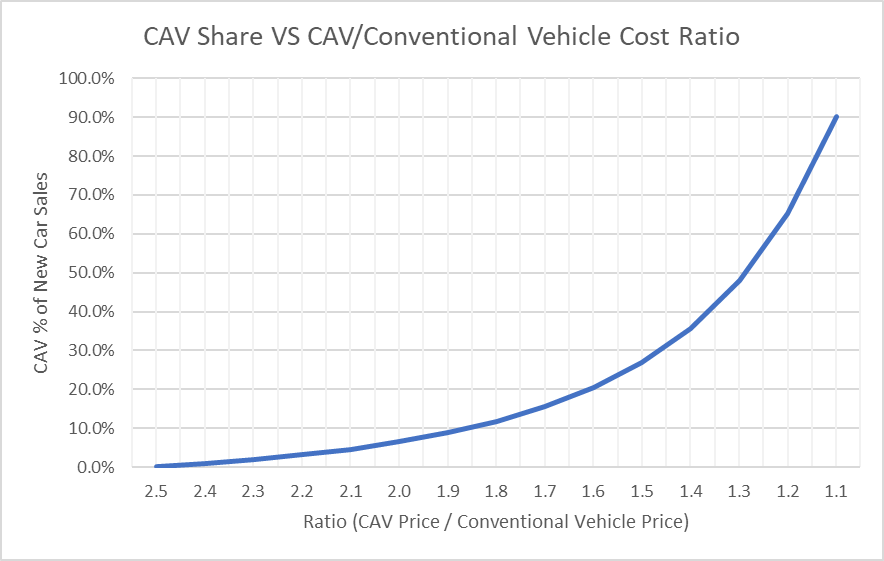 CAV Share VS CAV/Conventional Vehicle Cost Ratio
100.0%
90.0%
80.0%
70.0%
60.0%
50.0%
40.0%
30.0%
20.0%
10.0%
0.0%
CAV % of New Car Sales
2.5 2.4 2.3 2.2 2.1 2.0 1.9 1.8 1.7 1.6 1.5 1.4 1.3 1.2 1.1
Ratio (CAV Price / Conventional Vehicle Price)